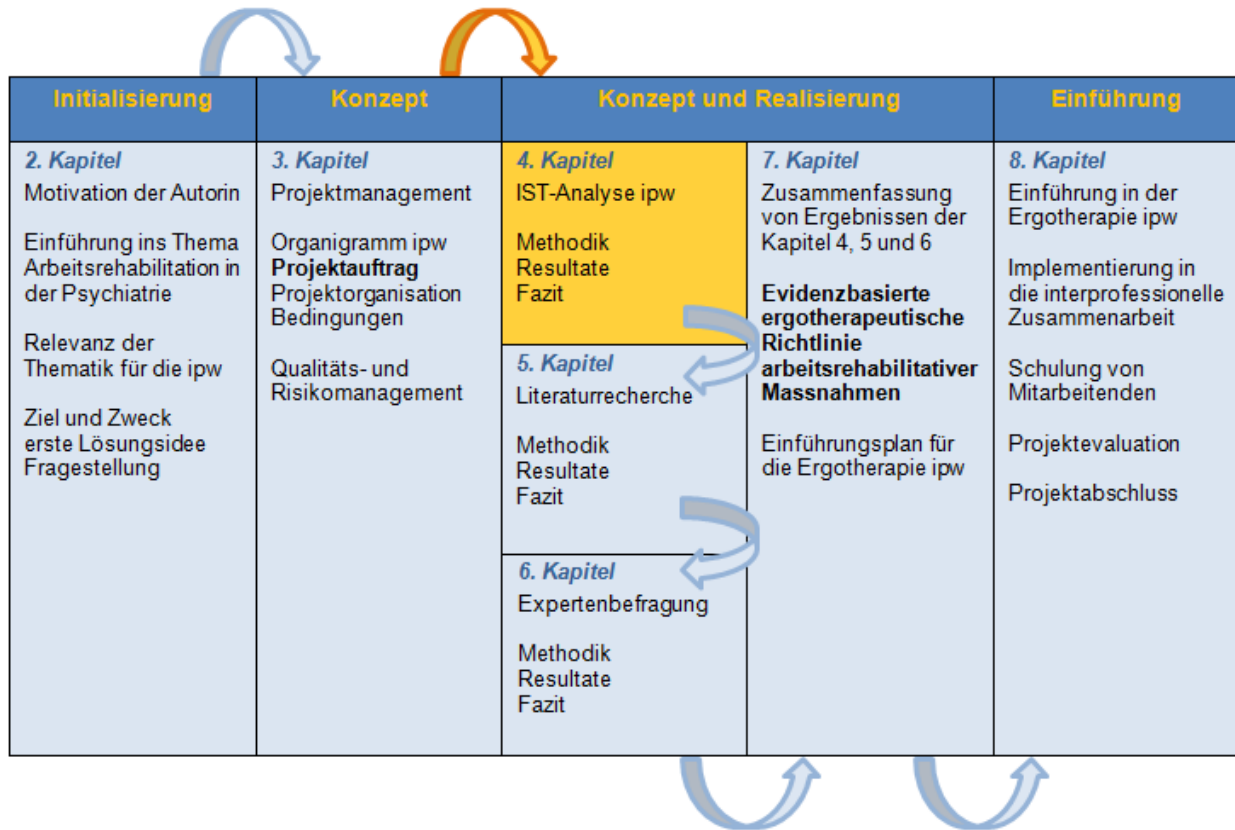 Initialisierung
Konzept
Konzept und Realisierung
Einführung
2. Kapitel
Motivation der Autorin
Einführung ins Thema
Arbeitsrehabilitation in
der Psychiatrie
Relevanz der
Thematik für die ipw
Ziel und Zweck
erste Lösungsidee
Fragestellung
3. Kapitel
Projektmanagement
Organigramm ipw
Projektauftrag
Projektorganisation
Bedingungen
Qualitäts- und
Risikomanagement
4. Kapitel
IST-Analyse ipw
Methodik
Resultate
Fazit
5. Kapitel
Literaturrecherche
Methodik
Resultate
Fazit
6. Kapitel
Expertenbefragung
Methodik
Resultate
Fazit
7. Kapitel
Zusammenfassung
von Ergebnissen der
Kapitel 4, 5 und 6
Evidenzbasierte
ergotherapeutische
Richtlinie
arbeitsrehabilitativer
Massnahmen
Einführungsplan für
die Ergotherapie ipw
8. Kapitel
Einführung in der
Ergotherapie ipw
Implementierung in
die interprofessionelle
Zusammenarbeit
Schulung von
Mitarbeitenden
Projektevaluation
Projektabschluss